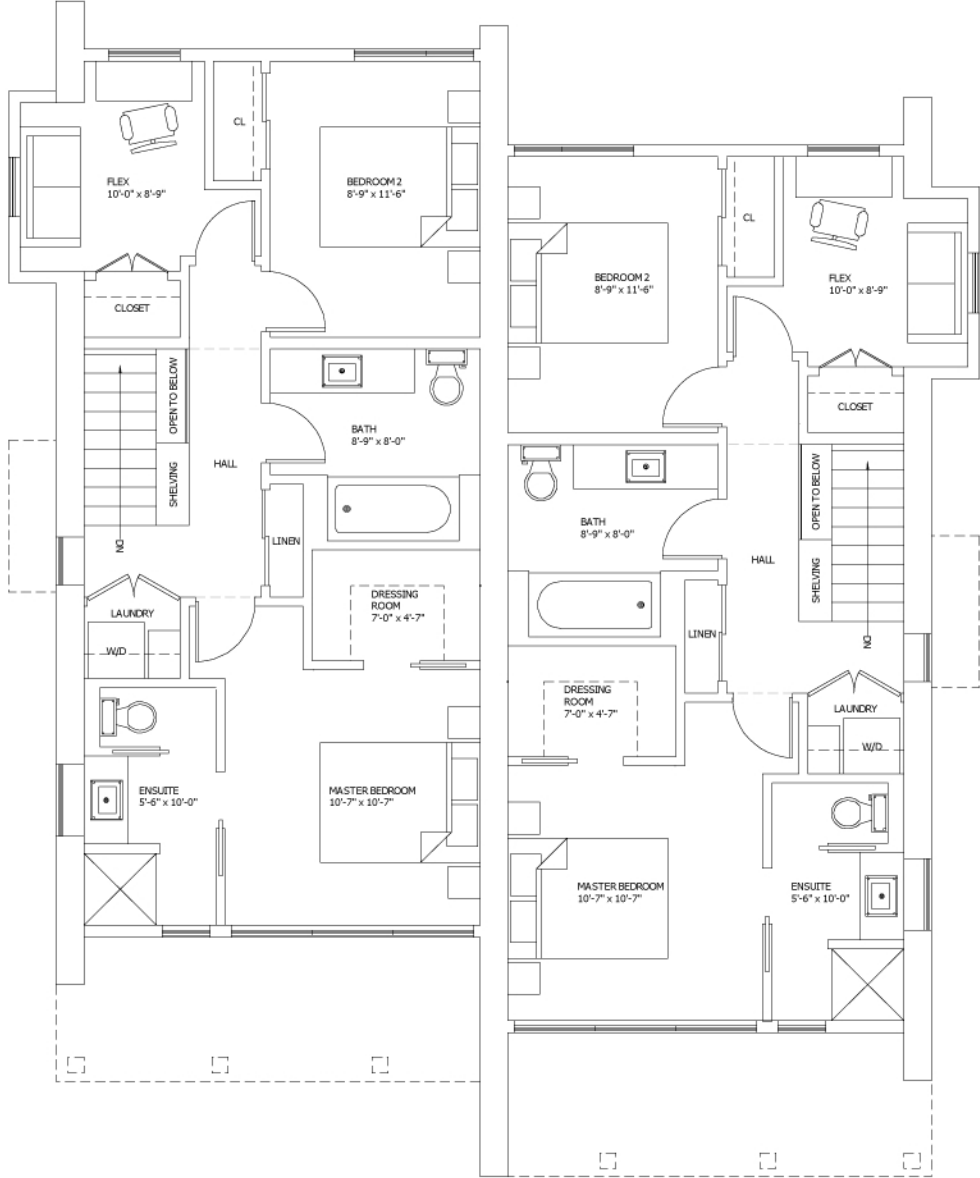 CL
FLEX
10'-0" x 8'-9"
BEDROOM 2
8'-9" x 11'-6"
CLOSET
OPEN TO BELOW
SHELVING
BATH
8'-9" x 8'-0"
HALL
DN
LINEN
LAUNDRY
W/D
DRESSING
ROOM
7'-0" x 4'-7"
ENSUITE
5'-6" x 10'-0"
MASTER BEDROOM
10'-7" x 10'-7"
CL
BEDROOM 2
8'-9" x 11'-6"
FLEX
10'-0" x 8'-9"
CLOSET
OPEN TO BELOW
SHELVING
BATH
8'-9" x 8'-0"
HALL
DN
LINEN
DRESSING
ROOM
7'-0" x 4'-7"
LAUNDRY
W/D
MASTER BEDROOM
10'-7" x 10'-7"
ENSUITE
5'-6" x 10'-0"